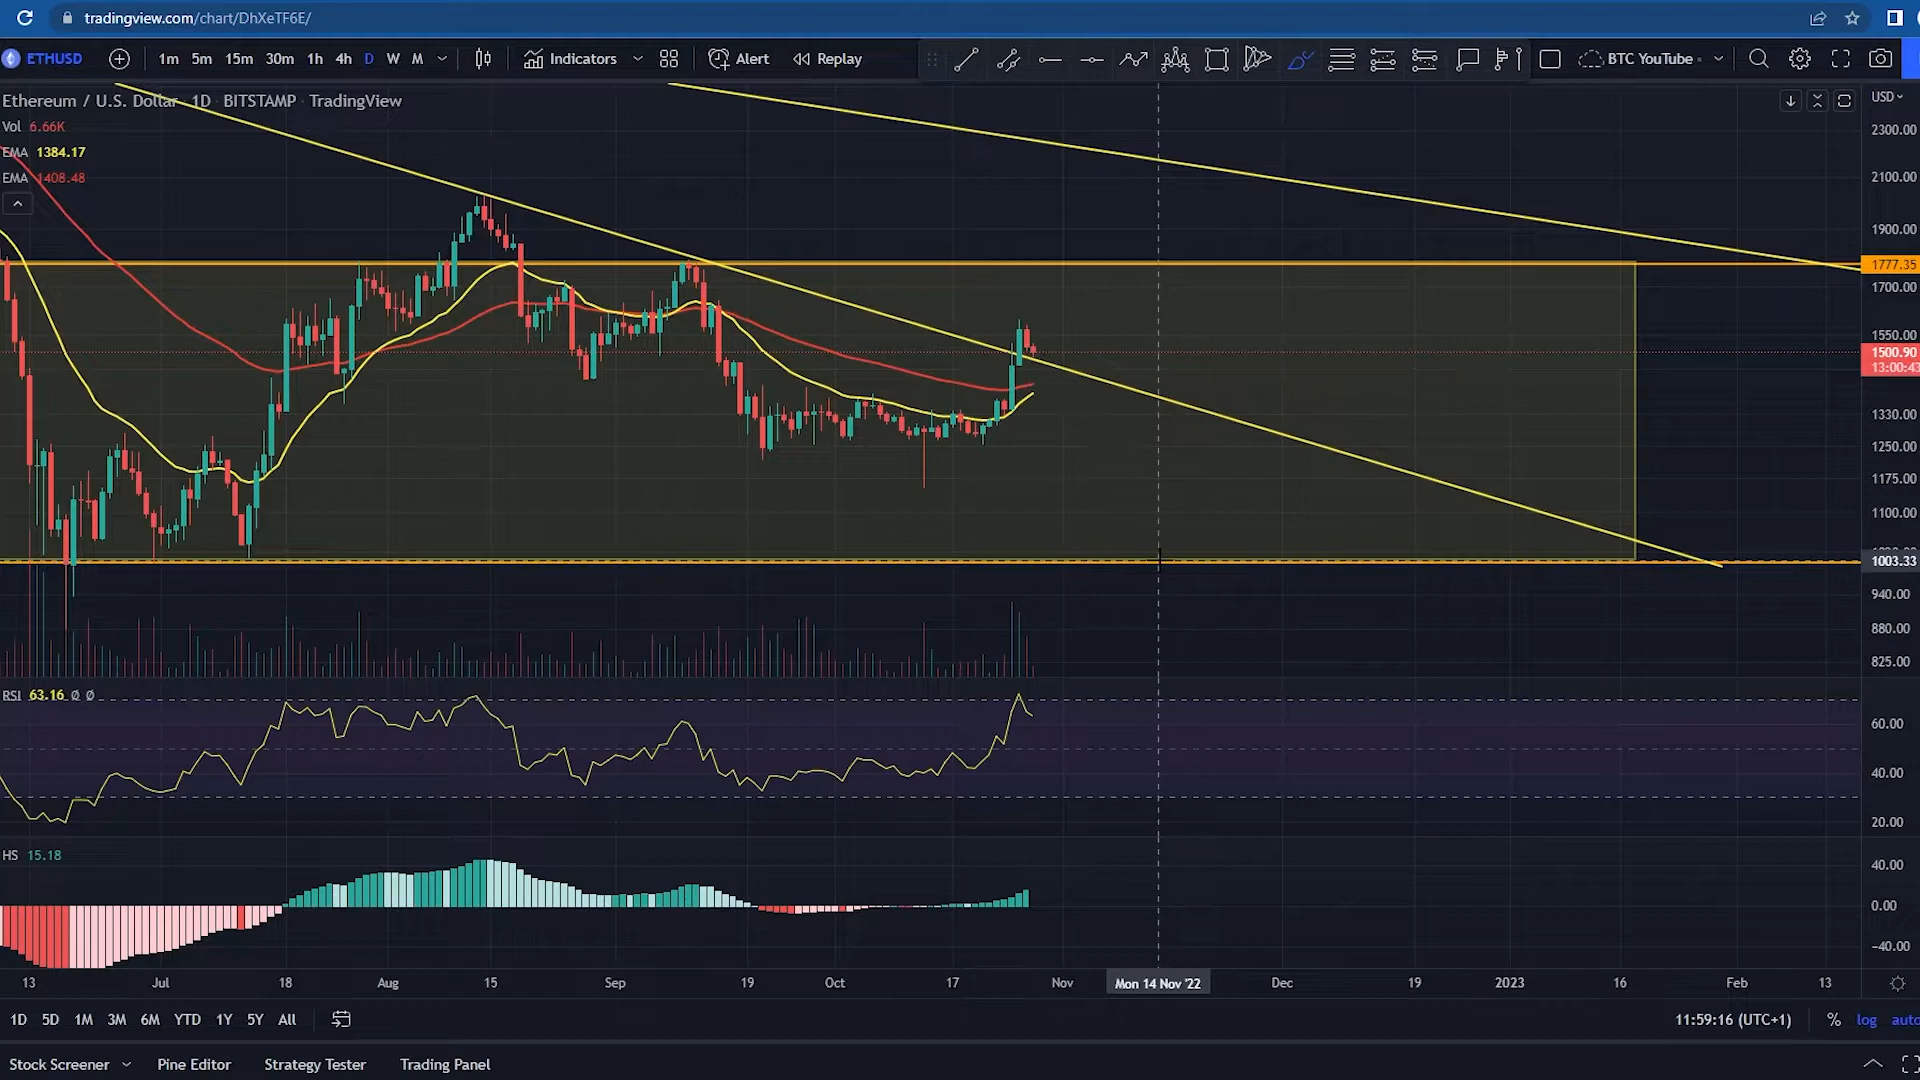 tradingview.com/chart/DhXeTF6E/
ETHUSD 1m 5m 15m 30m 1h 4h D W M Indicators Alert Replay BTC YouTube
Ethereum / U.S. Dollar 1D BITSTAMP TradingView
USD
Vol 6.66K
EMA 1384.17
EMA 1408.48
2300.00
2100.00
1900.00
1777.35
1700.00
1550.00
1500.90
13:00:43
1330.00
1250.00
1175.00
1100.00
1003.33
940.00
880.00
825.00
RSI 63.16 Ø Ø
60.00
40.00
20.00
HS 15.18
40.00
0.00
−40.00
13 Jul 18 Aug 15 Sep 19 Oct 17 Nov Mon 14 Nov '22 Dec 19 2023 16 Feb 13
1D 5D 1M 3M 6M YTD 1Y 5Y All 11:59:16 (UTC+1) % log auto
Stock Screener Pine Editor Strategy Tester Trading Panel